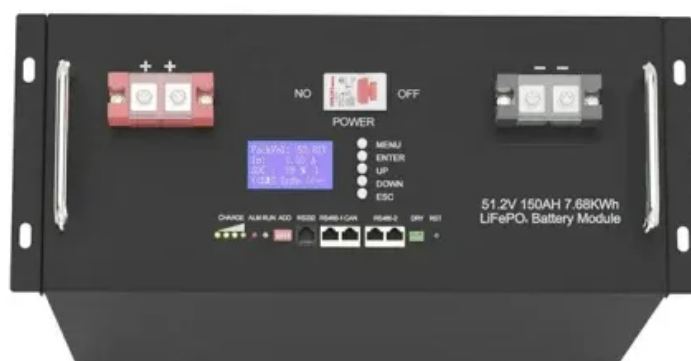 + +
- -
NO
OFF
POWER
MENU
ENTER
UP
DOWN
ESC
51.2V 150AH 7.68KWh
LiFePO₄ Battery Module
CHARGE ALM RUN ADD RS232 RS485-1 CAN RS485-2 DRY RST